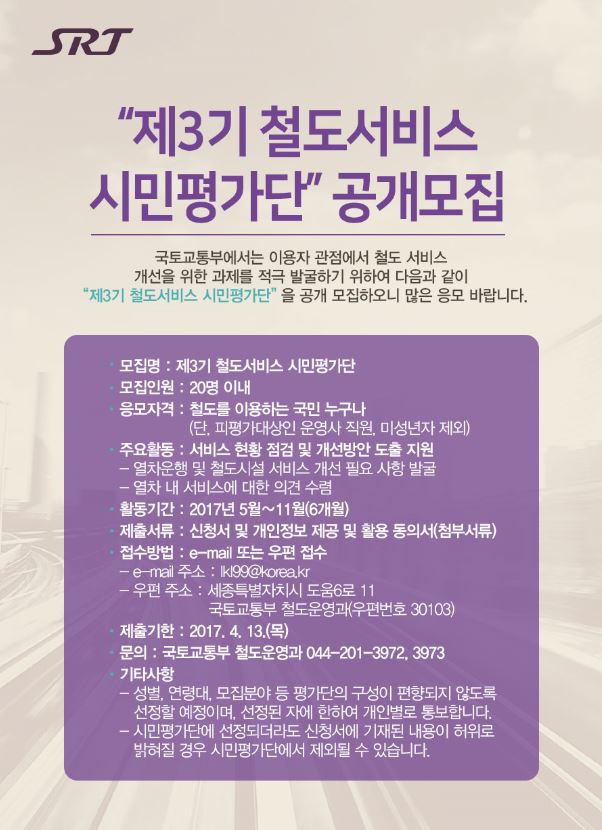 SRT
“제3기 철도서비스
시민평가단” 공개모집
국토교통부에서는 이용자 관점에서 철도 서비스
개선을 위한 과제를 적극 발굴하기 위하여 다음과 같이
“제3기 철도서비스 시민평가단” 을 공개 모집하오니 많은 응모 바랍니다.
· 모집명 : 제3기 철도서비스 시민평가단
· 모집인원 : 20명 이내
· 응모자격 : 철도를 이용하는 국민 누구나
(단, 피평가대상인 운영사 직원, 미성년자 제외)
· 주요활동 : 서비스 현황 점검 및 개선방안 도출 지원
– 열차운행 및 철도시설 서비스 개선 필요 사항 발굴
– 열차 내 서비스에 대한 의견 수렴
· 활동기간 : 2017년 5월~11월(6개월)
· 제출서류 : 신청서 및 개인정보 제공 및 활용 동의서(첨부서류)
· 접수방법 : e-mail 또는 우편 접수
– e-mail 주소 : lkl99@korea.kr
– 우편 주소 : 세종특별자치시 도움6로 11
국토교통부 철도운영과(우편번호 30103)
· 제출기한 : 2017. 4. 13.(목)
· 문의 : 국토교통부 철도운영과 044-201-3972, 3973
· 기타사항
– 성별, 연령대, 모집분야 등 평가단의 구성이 편향되지 않도록
선정할 예정이며, 선정된 자에 한하여 개인별로 통보합니다.
– 시민평가단에 선정되더라도 신청서에 기재된 내용이 허위로
밝혀질 경우 시민평가단에서 제외될 수 있습니다.